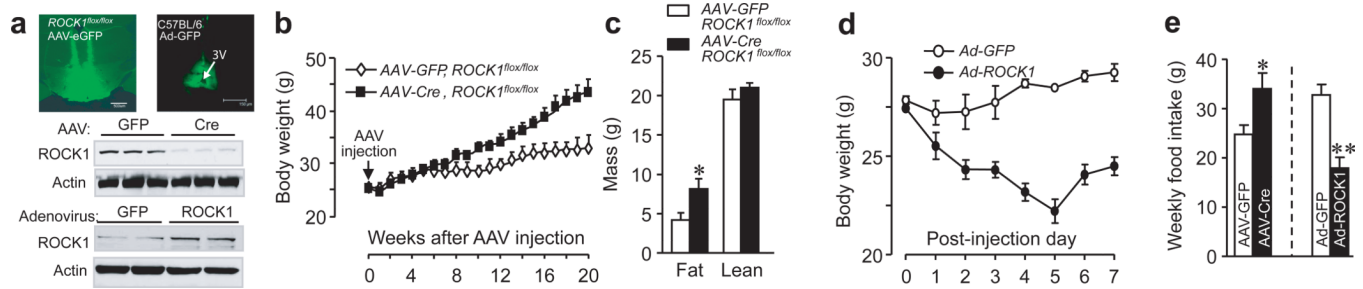 a
ROCK1flox/flox
AAV-eGFP
C57BL/6
Ad-GFP
3V
AAV: GFP Cre
ROCK1
Actin
Adenovirus: GFP ROCK1
ROCK1
Actin
b
Body weight (g)
50
40
30
20
AAV-GFP, ROCK1flox/flox
AAV-Cre , ROCK1flox/flox
AAV
injection
Weeks after AAV injection
0 4 8 12 16 20
c
AAV-GFP
ROCK1flox/flox
AAV-Cre
ROCK1flox/flox
Mass (g)
25
20
15
10
5
0
*
Fat Lean
d
Body weight (g)
30
25
20
Ad-GFP
Ad-ROCK1
Post-injection day
0 1 2 3 4 5 6 7
e
Weekly food intake (g)
40
30
20
10
0
*
**
AAV-GFP
AAV-Cre
Ad-GFP
Ad-ROCK1